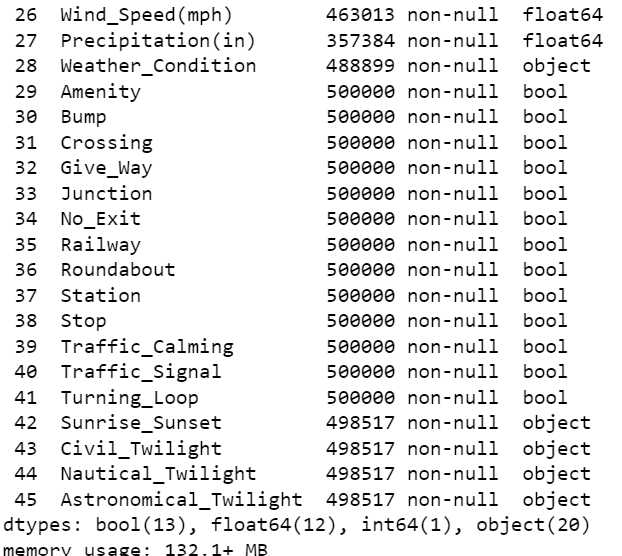 26 Wind_Speed(mph) 463013 non-null float64
27 Precipitation(in) 357384 non-null float64
28 Weather_Condition 488899 non-null object
29 Amenity 500000 non-null bool
30 Bump 500000 non-null bool
31 Crossing 500000 non-null bool
32 Give_Way 500000 non-null bool
33 Junction 500000 non-null bool
34 No_Exit 500000 non-null bool
35 Railway 500000 non-null bool
36 Roundabout 500000 non-null bool
37 Station 500000 non-null bool
38 Stop 500000 non-null bool
39 Traffic_Calming 500000 non-null bool
40 Traffic_Signal 500000 non-null bool
41 Turning_Loop 500000 non-null bool
42 Sunrise_Sunset 498517 non-null object
43 Civil_Twilight 498517 non-null object
44 Nautical_Twilight 498517 non-null object
45 Astronomical_Twilight 498517 non-null object
dtypes: bool(13), float64(12), int64(1), object(20)
memory usage: 132.1+ MB